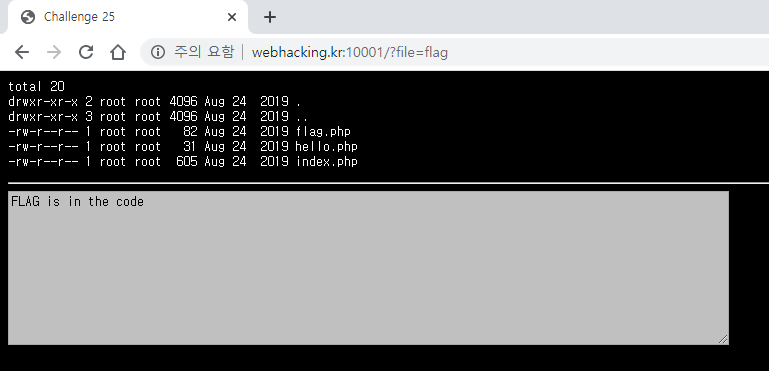 Challenge 25
주의 요함 webhacking.kr:10001/?file=flag
total 20
drwxr-xr-x 2 root root 4096 Aug 24  2019 .
drwxr-xr-x 3 root root 4096 Aug 24  2019 ..
-rw-r--r-- 1 root root   82 Aug 24  2019 flag.php
-rw-r--r-- 1 root root   31 Aug 24  2019 hello.php
-rw-r--r-- 1 root root  605 Aug 24  2019 index.php
FLAG is in the code